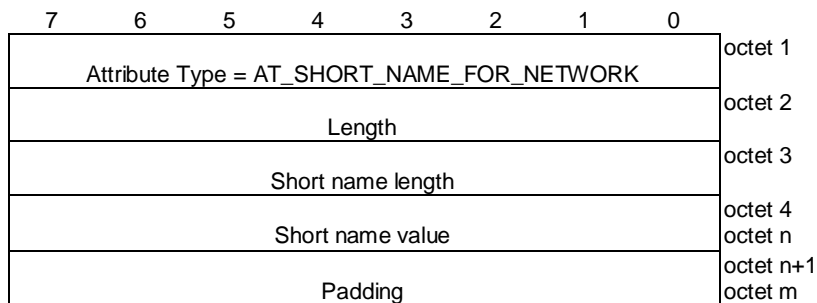 7 6 5 4 3 2 1 0
octet 1
Attribute Type = AT_SHORT_NAME_FOR_NETWORK
octet 2
Length
octet 3
Short name length
octet 4
Short name value octet n
octet n+1
Padding octet m